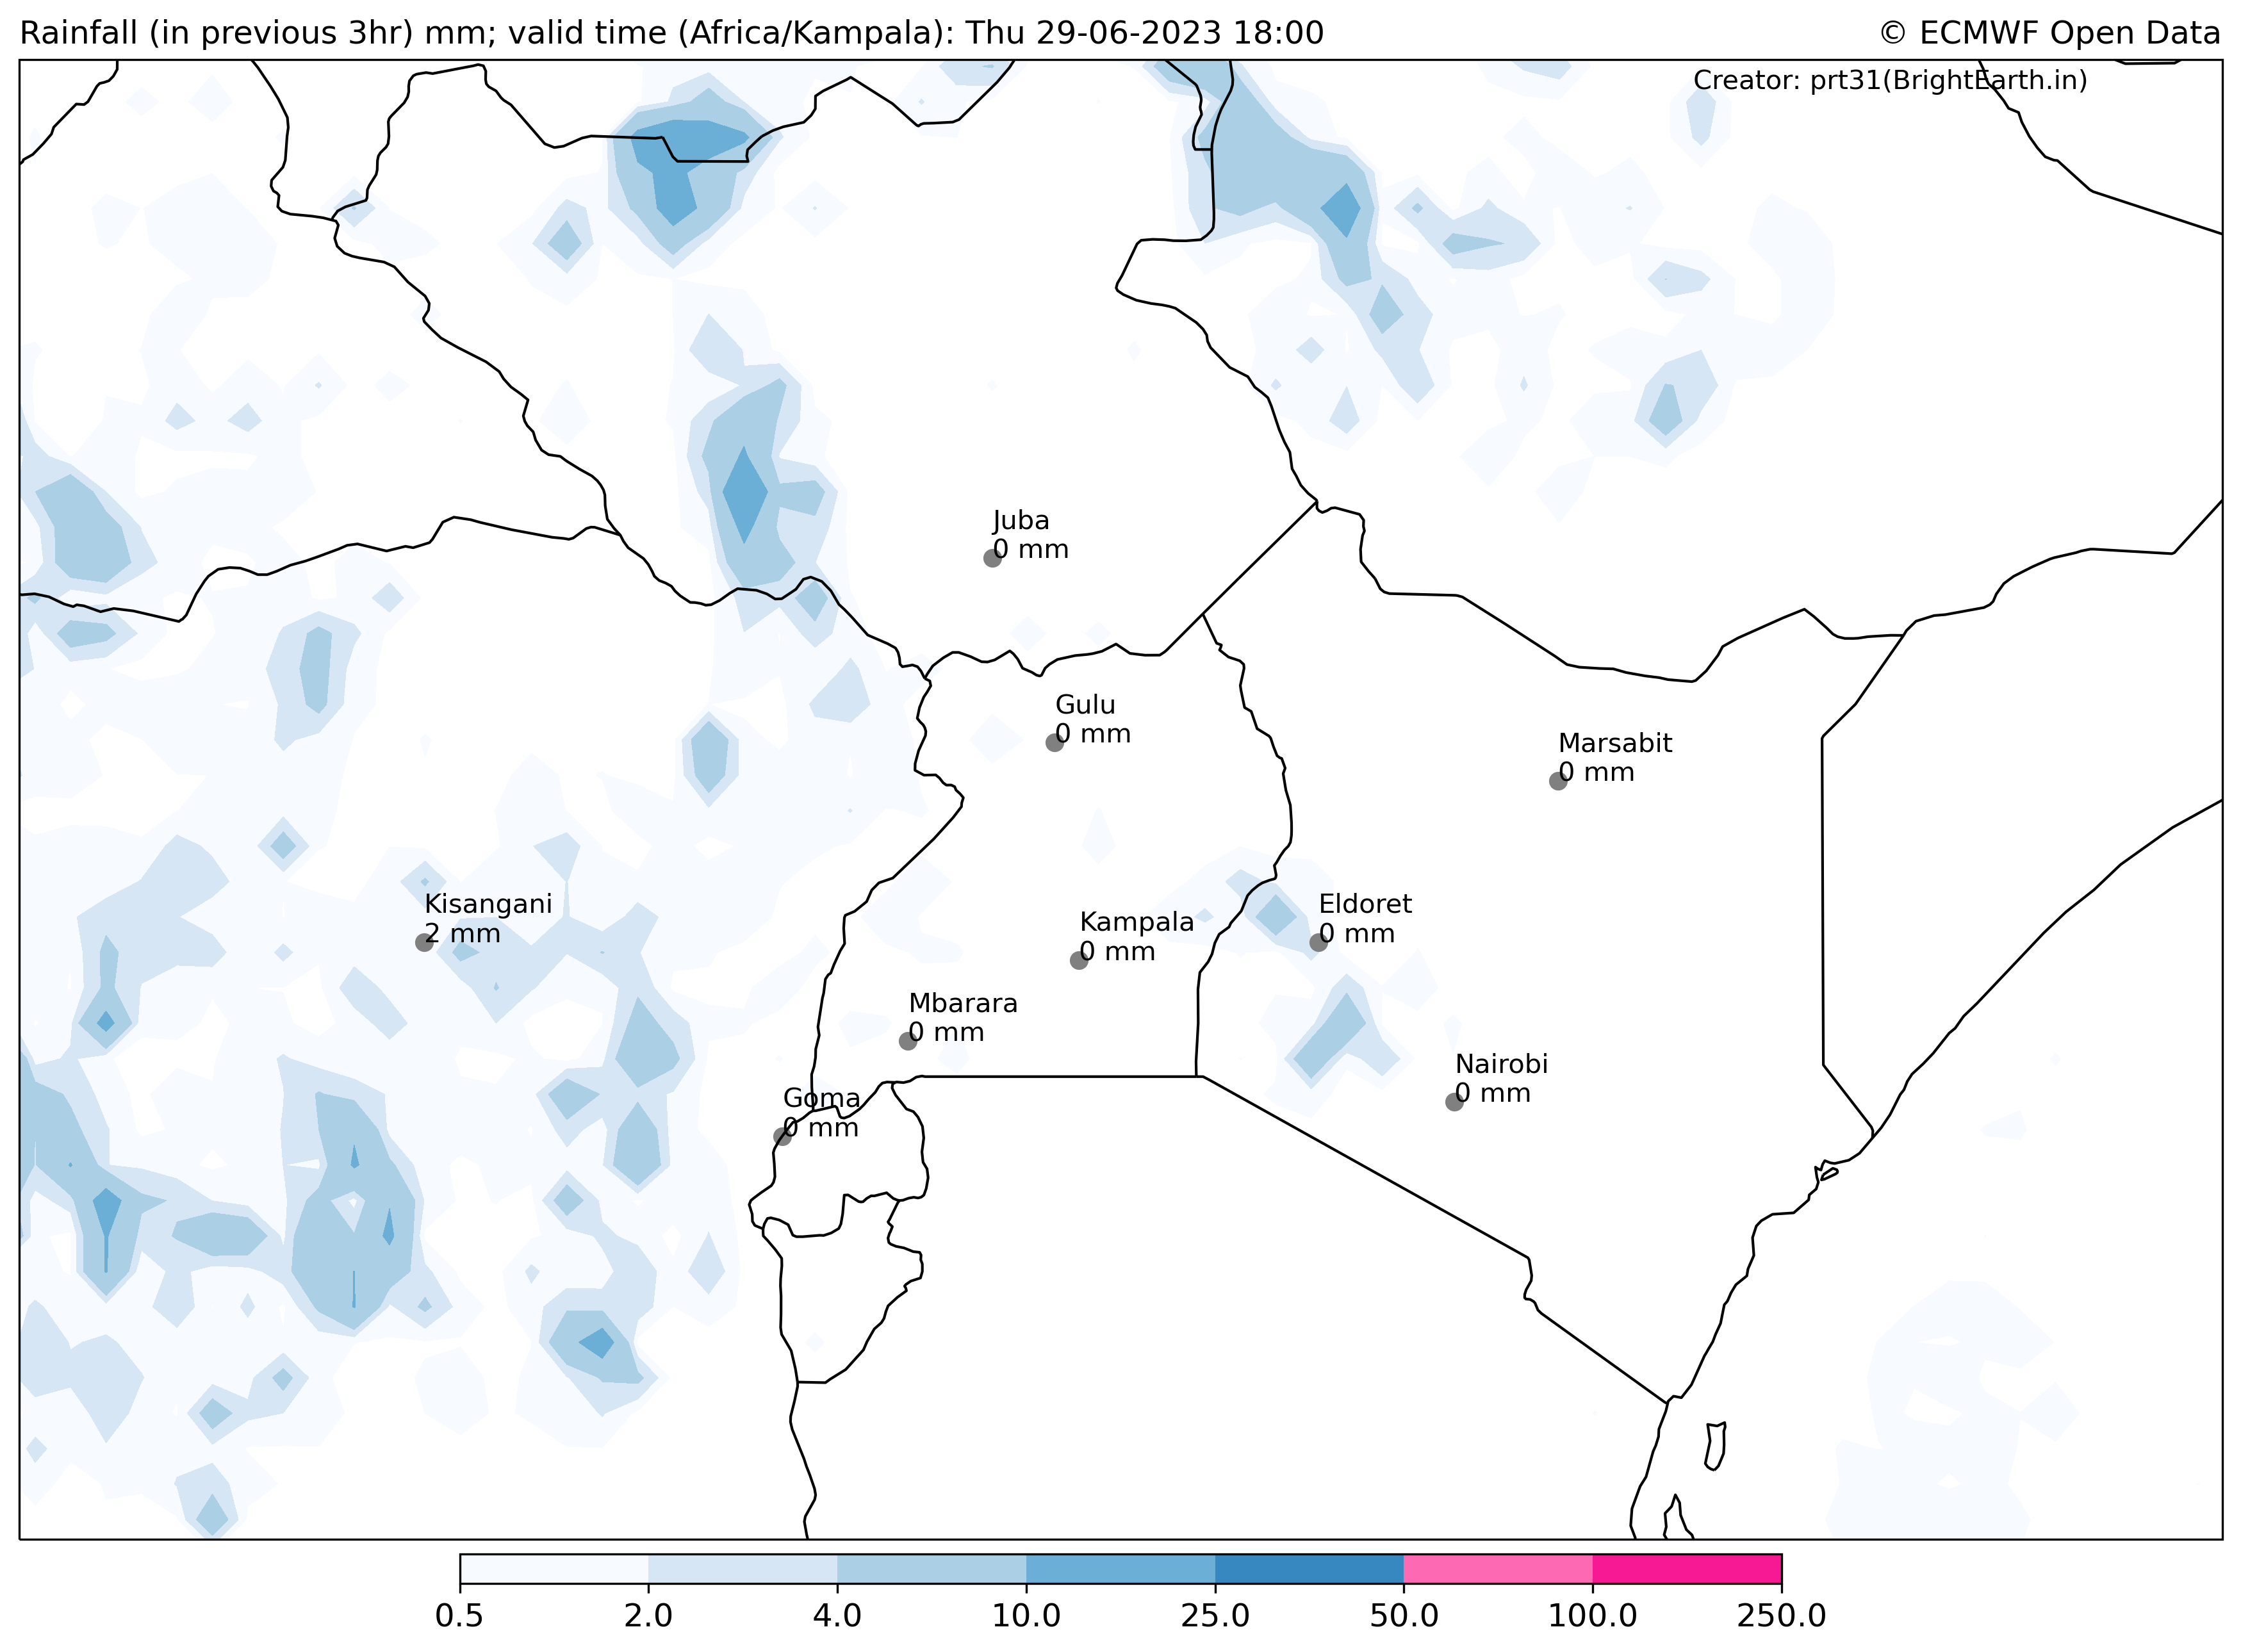 Rainfall (in previous 3hr) mm; valid time (Africa/Kampala): Thu 29-06-2023 18:00
© ECMWF Open Data
Creator: prt31(BrightEarth.in)
Juba
0 mm
Gulu
0 mm
Marsabit
0 mm
Kisangani
2 mm
Eldoret
0 mm
Kampala
0 mm
Mbarara
0 mm
Nairobi
0 mm
Goma
0 mm
0.5 2.0 4.0 10.0 25.0 50.0 100.0 250.0